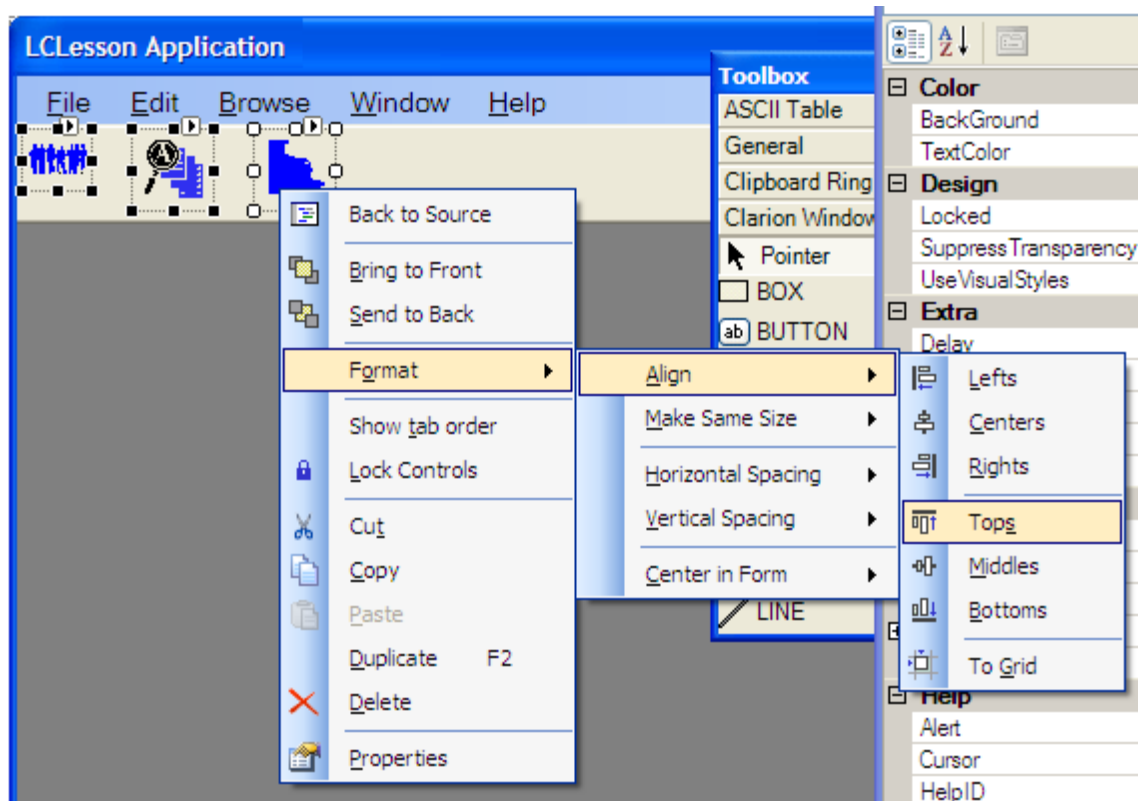 LCLesson Application
File Edit Browse Window Help
A
Back to Source
Bring to Front
Send to Back
Format
Show tab order
Lock Controls
Cut
Copy
Paste
Duplicate F2
Delete
Properties
Toolbox
ASCII Table
General
Clipboard Ring
Clarion Window
Pointer
BOX
ab BUTTON
LINE
Align
Make Same Size
Horizontal Spacing
Vertical Spacing
Center in Form
Lefts
Centers
Rights
Tops
Middles
Bottoms
To Grid
A
Z
Color
BackGround
TextColor
Design
Locked
SuppressTransparency
UseVisualStyles
Extra
Delay
Help
Alert
Cursor
HelpID